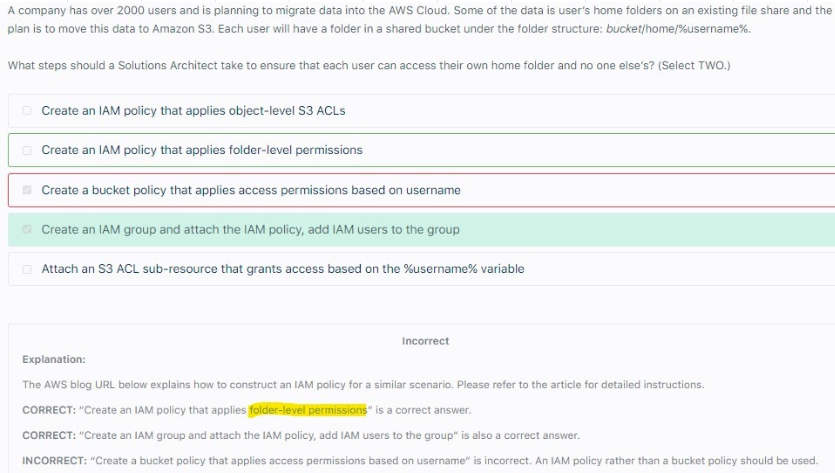 A company has over 2000 users and is planning to migrate data into the AWS Cloud. Some of the data is user's home folders on an existing file share and the
plan is to move this data to Amazon S3. Each user will have a folder in a shared bucket under the folder structure: bucket/home/%username%.
What steps should a Solutions Architect take to ensure that each user can access their own home folder and no one else's? (Select TWO.)
Create an IAM policy that applies object-level S3 ACLs
Create an IAM policy that applies folder-level permissions
Create a bucket policy that applies access permissions based on username
Create an IAM group and attach the IAM policy, add IAM users to the group
Attach an S3 ACL sub-resource that grants access based on the %username% variable
Incorrect
Explanation:
The AWS blog URL below explains how to construct an IAM policy for a similar scenario. Please refer to the article for detailed instructions.
CORRECT: "Create an IAM policy that applies folder-level permissions" is a correct answer.
CORRECT: "Create an IAM group and attach the IAM policy, add IAM users to the group" is also a correct answer.
INCORRECT: "Create a bucket policy that applies access permissions based on username" is incorrect. An IAM policy rather than a bucket policy should be used.